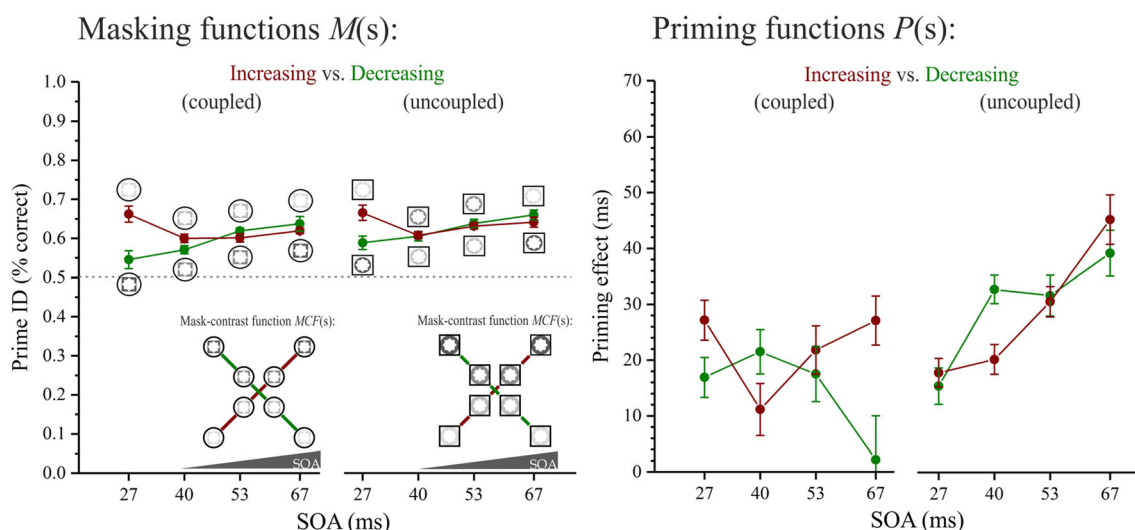 Masking functions M(s):
Priming functions P(s):
Increasing vs. Decreasing
(coupled)
(uncoupled)
Prime ID (% correct)
1.0
0.9
0.8
0.7
0.6
0.5
0.4
0.3
0.2
0.1
0.0
Mask-contrast function MCF(s):
Mask-contrast function MCF(s):
SOA
SOA
27 40 53 67
27 40 53 67
SOA (ms)
Increasing vs. Decreasing
(coupled)
(uncoupled)
Priming effect (ms)
70
60
50
40
30
20
10
0
27 40 53 67
27 40 53 67
SOA (ms)